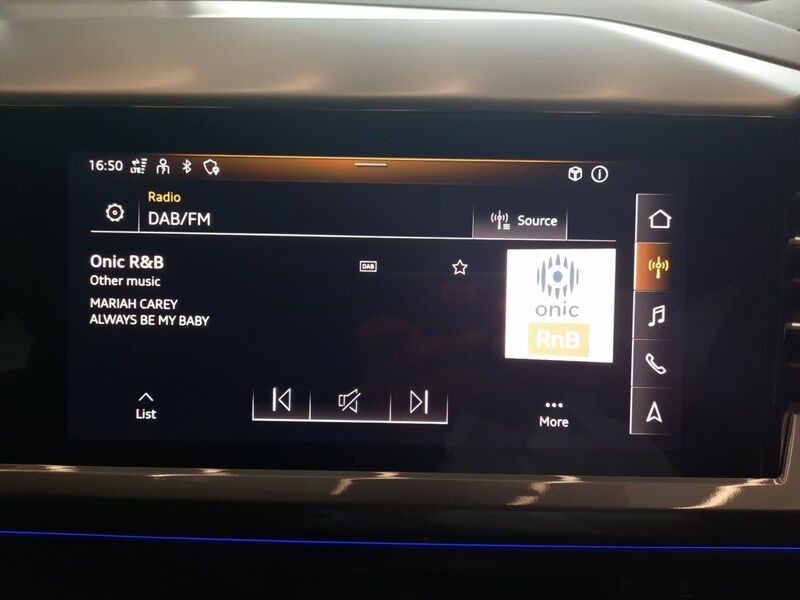 16:50 LTE
Radio
DAB/FM
Source
Onic R&B
DAB
Other music
MARIAH CAREY
ALWAYS BE MY BABY
onic
RnB
List
More